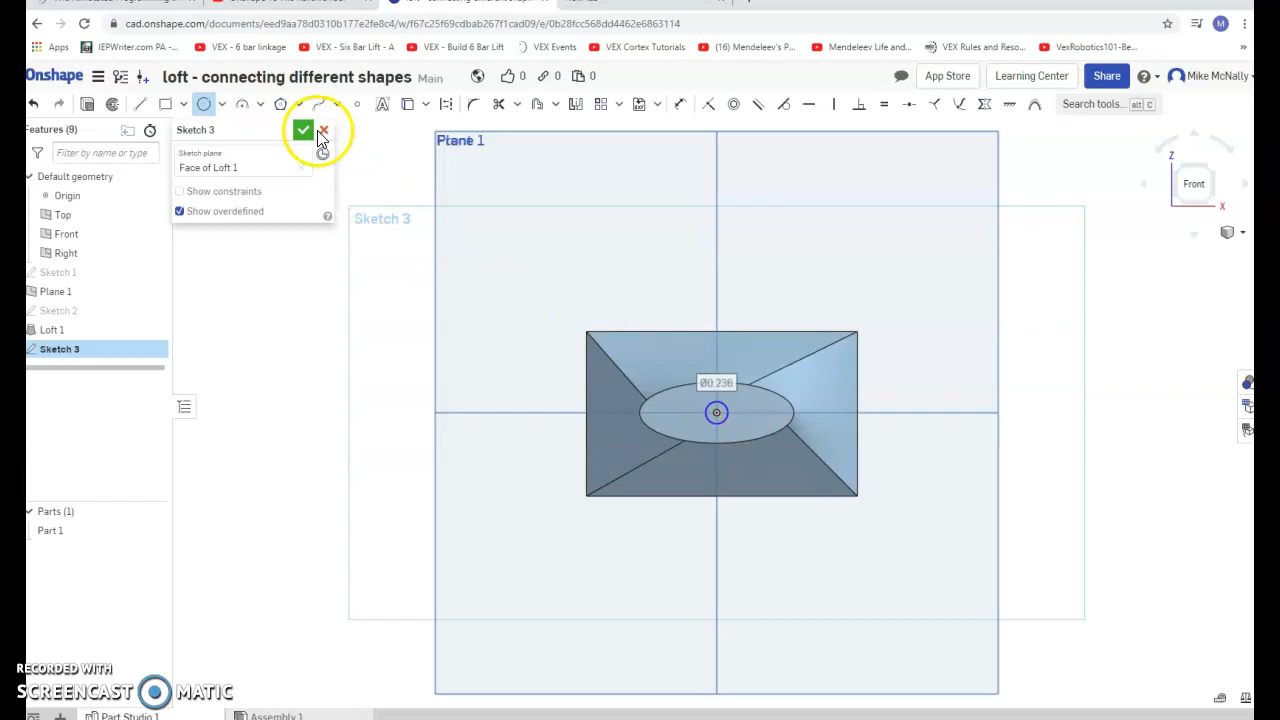 cad.onshape.com/documents/eed9aa78d0310b177e2fe8c4/w/f67c25f69cdbab267f1cad09/e/0b28fcc568dd4462e6863114
M
Apps
IEPWriter.com PA -...
VEX - 6 bar linkage
VEX - Six Bar Lift - A
VEX - Build 6 Bar Lift
VEX Events
VEX Cortex Tutorials
(16) Mendeleev's P...
Mendeleev Life and...
VEX Rules and Reso...
VexRobotics101-Be...
»
Onshape
loft - connecting different shapes
Main
0
0
0
App Store
Learning Center
Share
Mike McNally
Search tools...
alt
C
Features (9)
Filter by name or type
Default geometry
Origin
Top
Front
Right
Sketch 1
Plane 1
Sketch 2
Loft 1
Sketch 3
Parts (1)
Part 1
Sketch 3
Sketch plane
Face of Loft 1
Show constraints
Show overdefined
Plane 1
Sketch 3
Ø0.236
Z
Front
X
RECORDED WITH
SCREENCAST MATIC
Part Studio 1
Assembly 1